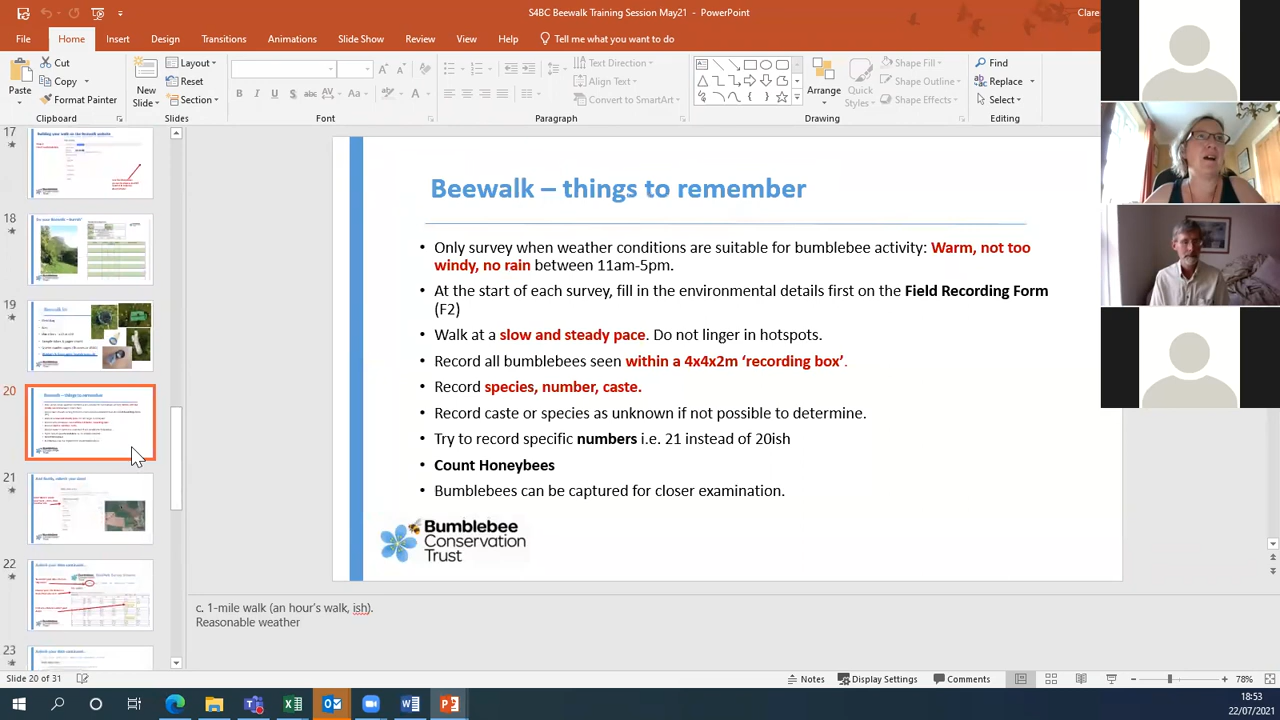 S4BC Beewalk Training Session May21 - PowerPoint
Clare
File Home Insert Design Transitions Animations Slide Show Review View Help Tell me what you want to do
Paste
Cut
Copy
Format Painter
Clipboard
New
Slide
Layout
Reset
Section
Slides
B I U S abc AV Aa A
Font
Paragraph
Text Direction
Align Text
Convert to SmartArt
Arrange
Quick
Styles
Shape Fill
Shape Outline
Shape Effects
Drawing
Find
Replace
Select
Editing
17
18
19
20
21
22
23
Beewalk – things to remember
• Only survey when weather conditions are suitable for bumblebee activity: Warm, not too
windy, no rain between 11am-5pm.
• At the start of each survey, fill in the environmental details first on the Field Recording Form
(F2)
• Walk at a slow and steady pace. Do not linger at hotspots.
• Record bumblebees seen within a 4x4x2m 'recording box'
• Record species, number, caste.
• Record caste or species as unknown if not possible to determine.
• Try to record specific numbers i.e. 21 instead of 20ish
• Count Honeybees
• Bumblebees can be captured for closer examination.
Bumblebee
Conservation
Trust
c. 1-mile walk (an hour's walk, ish).
Reasonable weather
Slide 20 of 31
Notes Display Settings Comments 78%
18:53
22/07/2021